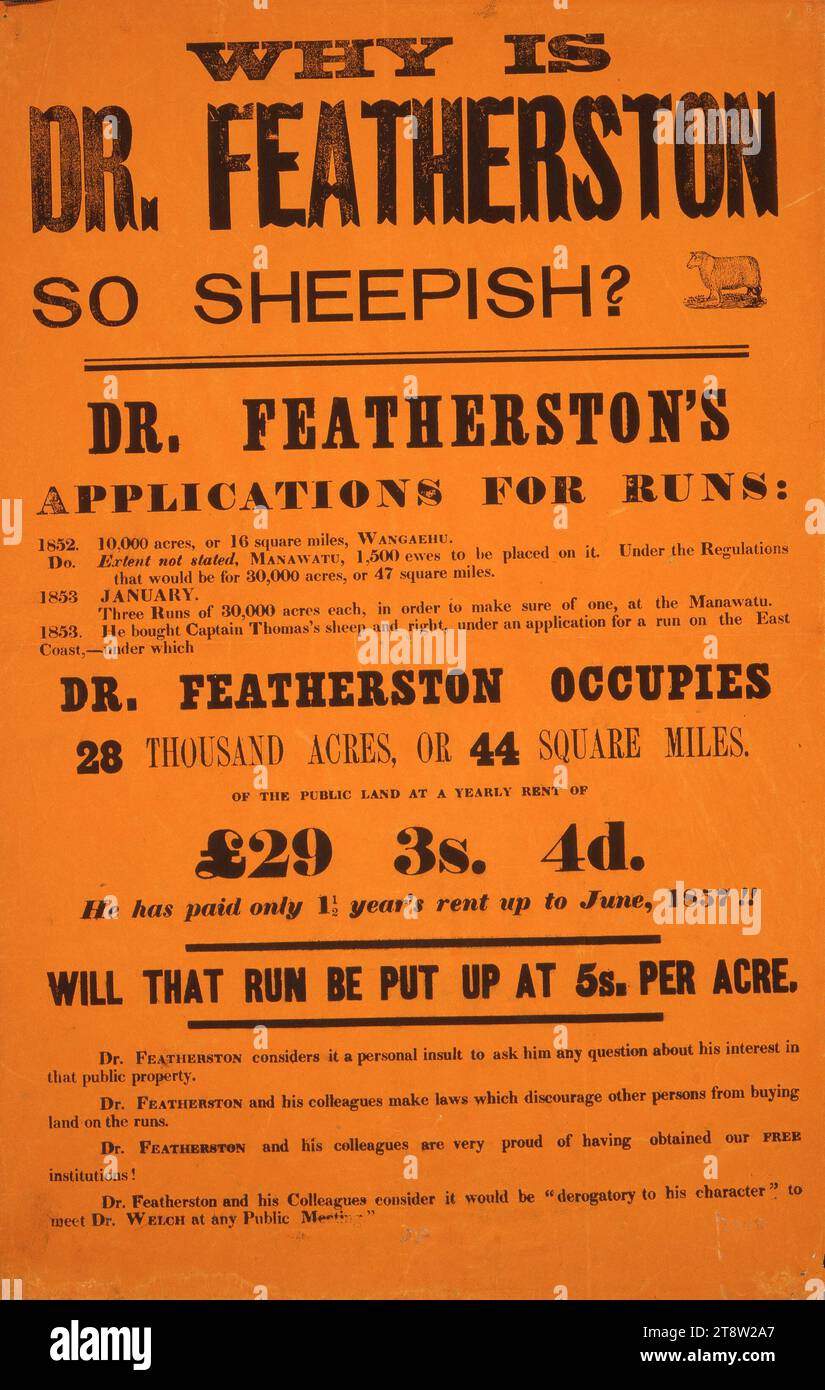 WHY IS
DR. FEATHERSTON
SO SHEEPISH?
DR. FEATHERSTON'S
APPLICATIONS FOR RUNS:
1852. 10,000 acres, or 16 square miles, WANGAEHU.
Do. Extent not stated, MANAWATU, 1,500 ewes to be placed on it. Under the Regulations
that would be for 30,000 acres, or 47 square miles.
1853 JANUARY.
Three Runs of 30,000 acres each, in order to make sure of one, at the Manawatu.
1853. He bought Captain Thomas's sheep and right, under an application for a run on the East
Coast,—under which
DR. FEATHERSTON OCCUPIES
28 THOUSAND ACRES, OR 44 SQUARE MILES.
OF THE PUBLIC LAND AT A YEARLY RENT OF
£29 3s. 4d.
He has paid only 1½ year's rent up to June, 1857!!
WILL THAT RUN BE PUT UP AT 5s. PER ACRE.
Dr. FEATHERSTON considers it a personal insult to ask him any question about his interest in
that public property.
Dr. FEATHERSTON and his colleagues make laws which discourage other persons from buying
land on the runs.
Dr. FEATHERSTON and his colleagues are very proud of having obtained our FREE
institutions!
Dr. Featherston and his Colleagues consider it would be "derogatory to his character" to
meet Dr. WELCH at any Public Meeting"
alamy
Image ID: 2T8W2A7
www.alamy.com